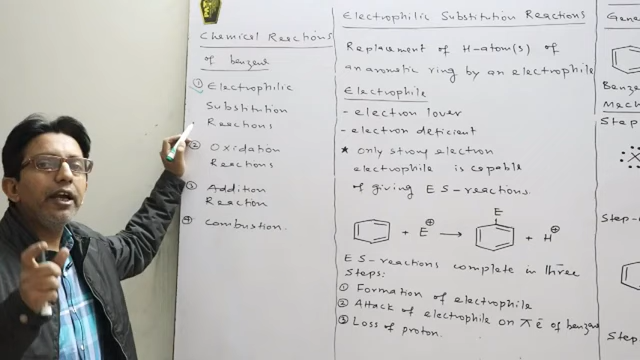 Chemical Reactions
of benzene
① Electrophilic
Substitution
Reactions
② Oxidation
Reactions
③ Addition
Reaction
④ Combustion.
Electrophilic Substitution Reactions
Replacement of H-atom(s) of
an aromatic ring by an electrophile
Electrophile
- electron lover
- electron deficient
* Only strong electron
electrophile is capable
of giving ES-reactions.
E
+ E⊕ → + H⊕
ES-reactions complete in three
Steps:
① Formation of electrophile
② Attack of electrophile on πē of benzene
③ Loss of proton.
Gene
Benzen
Mech
Step
Step-
Step